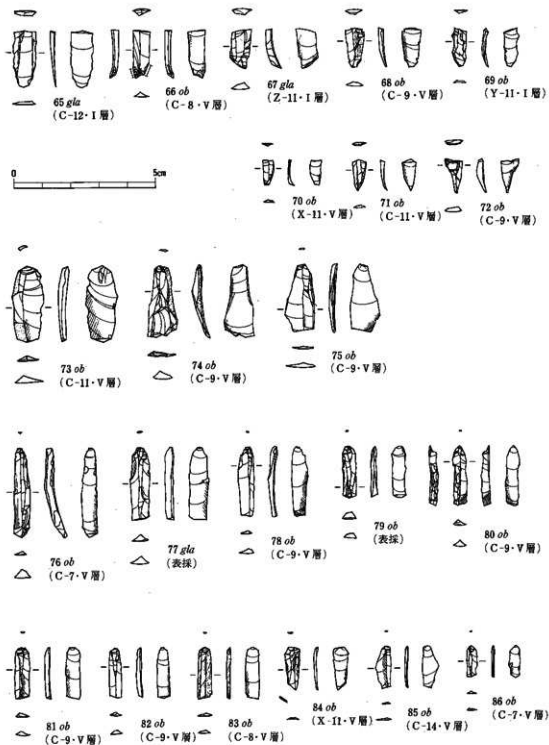 65 gla
(C-12・I層)
66 ob
(C-8・V層)
67 gla
(Z-11・I層)
68 ob
(C-9・V層)
69 ob
(Y-11・I層)
0 5cm
70 ob
(X-11・V層)
71 ob
(C-11・V層)
72 ob
(C-9・V層)
73 ob
(C-11・V層)
74 ob
(C-9・V層)
75 ob
(C-9・V層)
76 ob
(C-7・V層)
77 gla
(表採)
78 ob
(C-9・V層)
79 ob
(表採)
80 ob
(C-9・V層)
81 ob
(C-9・V層)
82 ob
(C-9・V層)
83 ob
(C-8・V層)
84 ob
(X-11・V層)
85 ob
(C-14・V層)
86 ob
(C-7・V層)